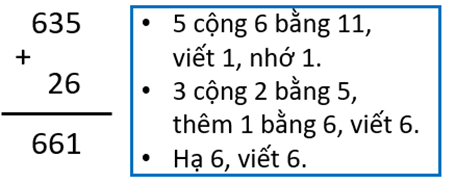 635
+
26
661
• 5 cộng 6 bằng 11,
viết 1, nhớ 1.
• 3 cộng 2 bằng 5,
thêm 1 bằng 6, viết 6.
• Hạ 6, viết 6.